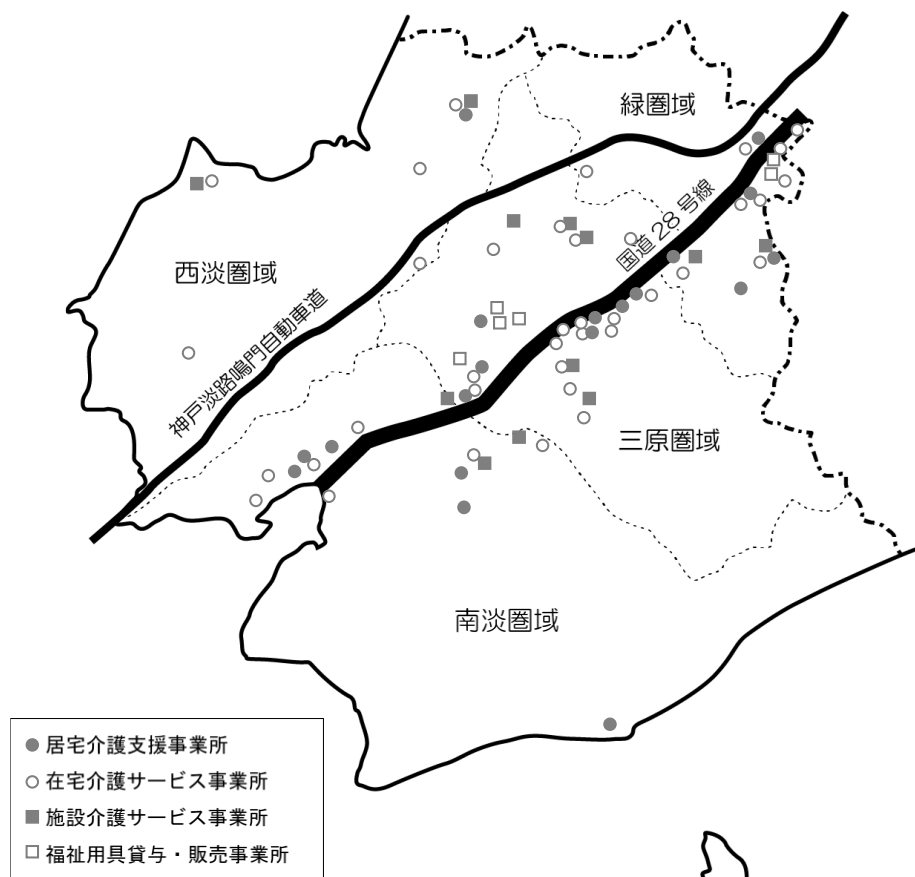 緑圏域
国道28号線
西淡圏域
神戸淡路鳴門自動車道
三原圏域
南淡圏域
居宅介護支援事業所
在宅介護サービス事業所
施設介護サービス事業所
福祉用具貸与・販売事業所